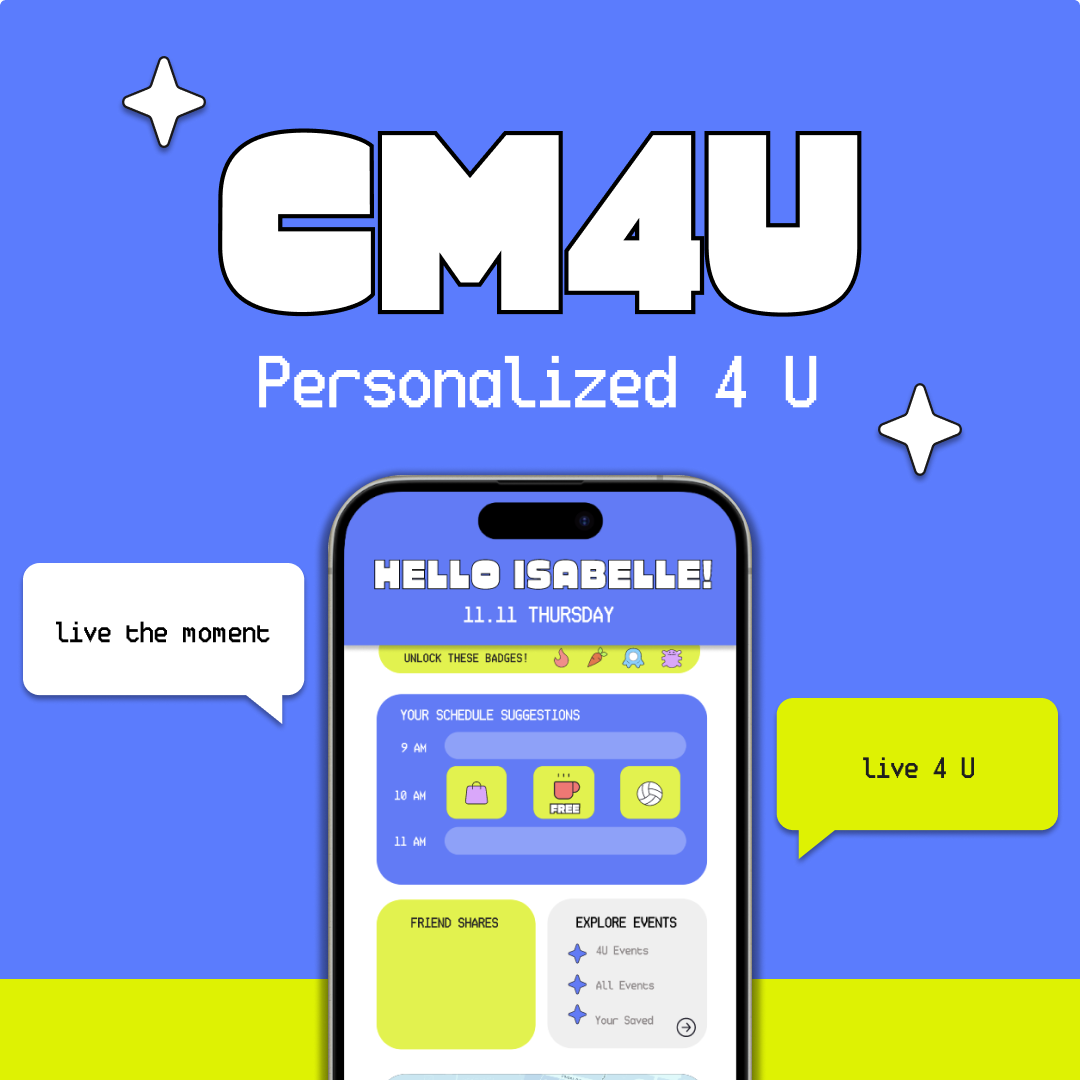 CM4U
Personalized 4 U
HELLO ISABELLE!
11.11 THURSDAY
live the moment
UNLOCK THESE BADGES!
YOUR SCHEDULE SUGGESTIONS
9 AM
live 4 U
10 AM
FREE
11 AM
FRIEND SHARES
EXPLORE EVENTS
4U Events
All Events
Your Saved